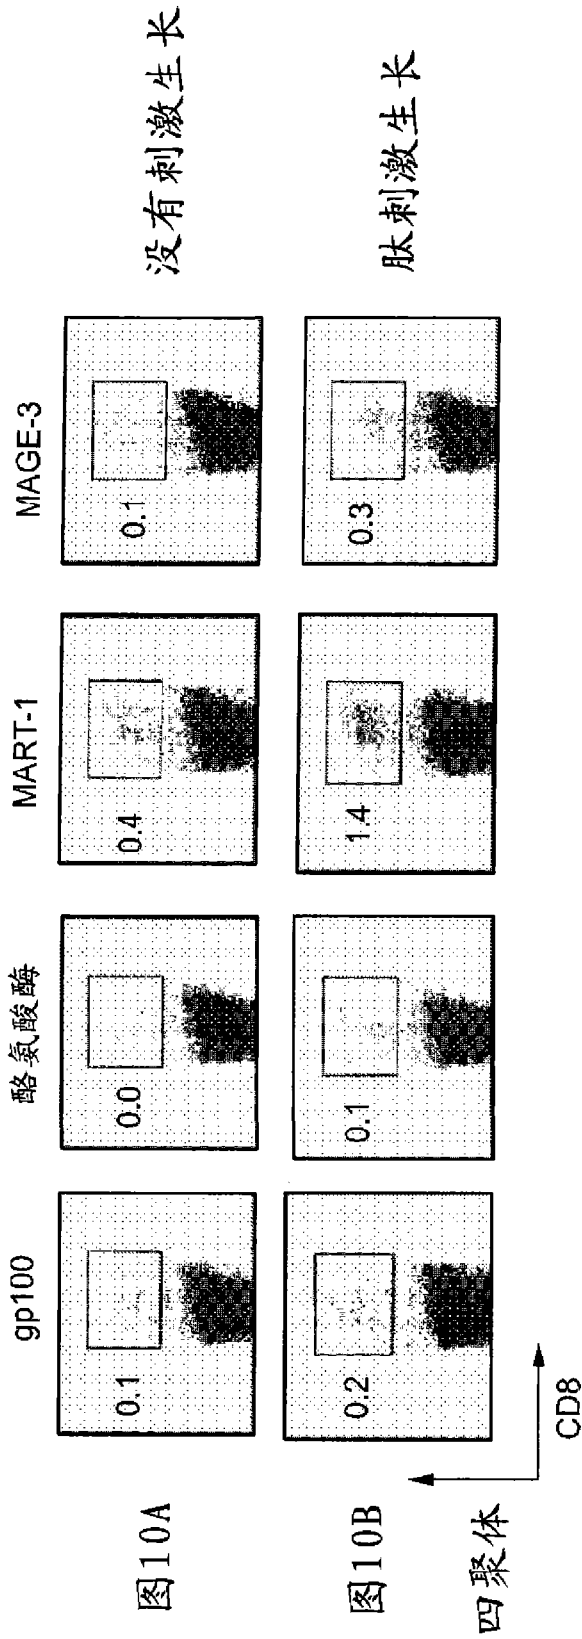 gp100
酪氨酸酶
MART-1
MAGE-3
图10A
0.1
0.0
0.4
0.1
没有刺激生长
图10B
0.2
0.1
1.4
0.3
肽刺激生长
四聚体
CD8